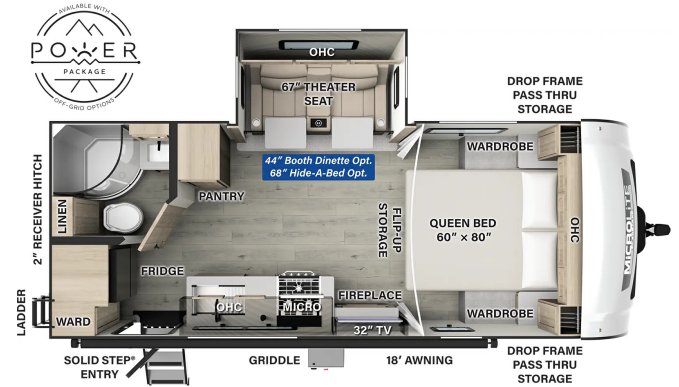 AVAILABLE WITH
POWER
PACKAGE
OFF-GRID OPTIONS
OHC
67" THEATER
SEAT
DROP FRAME
PASS THRU
STORAGE
44" Booth Dinette Opt.
68" Hide-A-Bed Opt.
WARDROBE
2" RECEIVER HITCH
LINEN
PANTRY
FLIP-UP
STORAGE
QUEEN BED
60" × 80"
OHC
MICROLITE
FRIDGE
LADDER
WARD
OHC
MICRO
FIREPLACE
32" TV
WARDROBE
SOLID STEP®
ENTRY
GRIDDLE
18' AWNING
DROP FRAME
PASS THRU
STORAGE